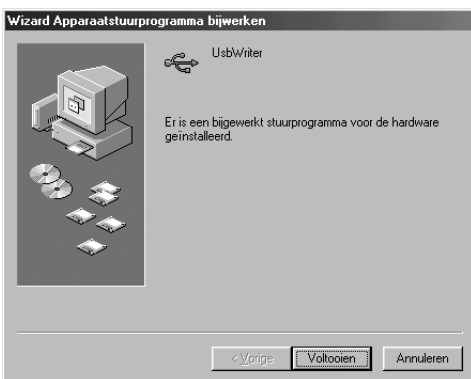 Wizard Apparaatstuurprogramma bijwerken
UsbWriter
Er is een bijgewerkt stuurprogramma voor de hardware
geïnstalleerd.
< Vorige
Voltooien
Annuleren